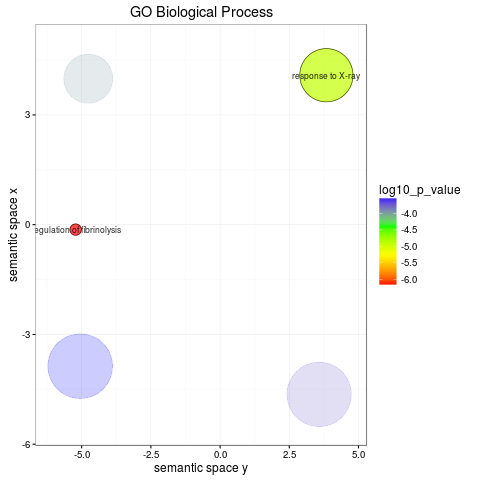 GO Biological Process
response to X-ray
egulation of fibrinolysis
semantic space x
3
0
-3
-6
-5.0
-2.5
0.0
2.5
5.0
semantic space y
log10_p_value
-4.0
-4.5
-5.0
-5.5
-6.0